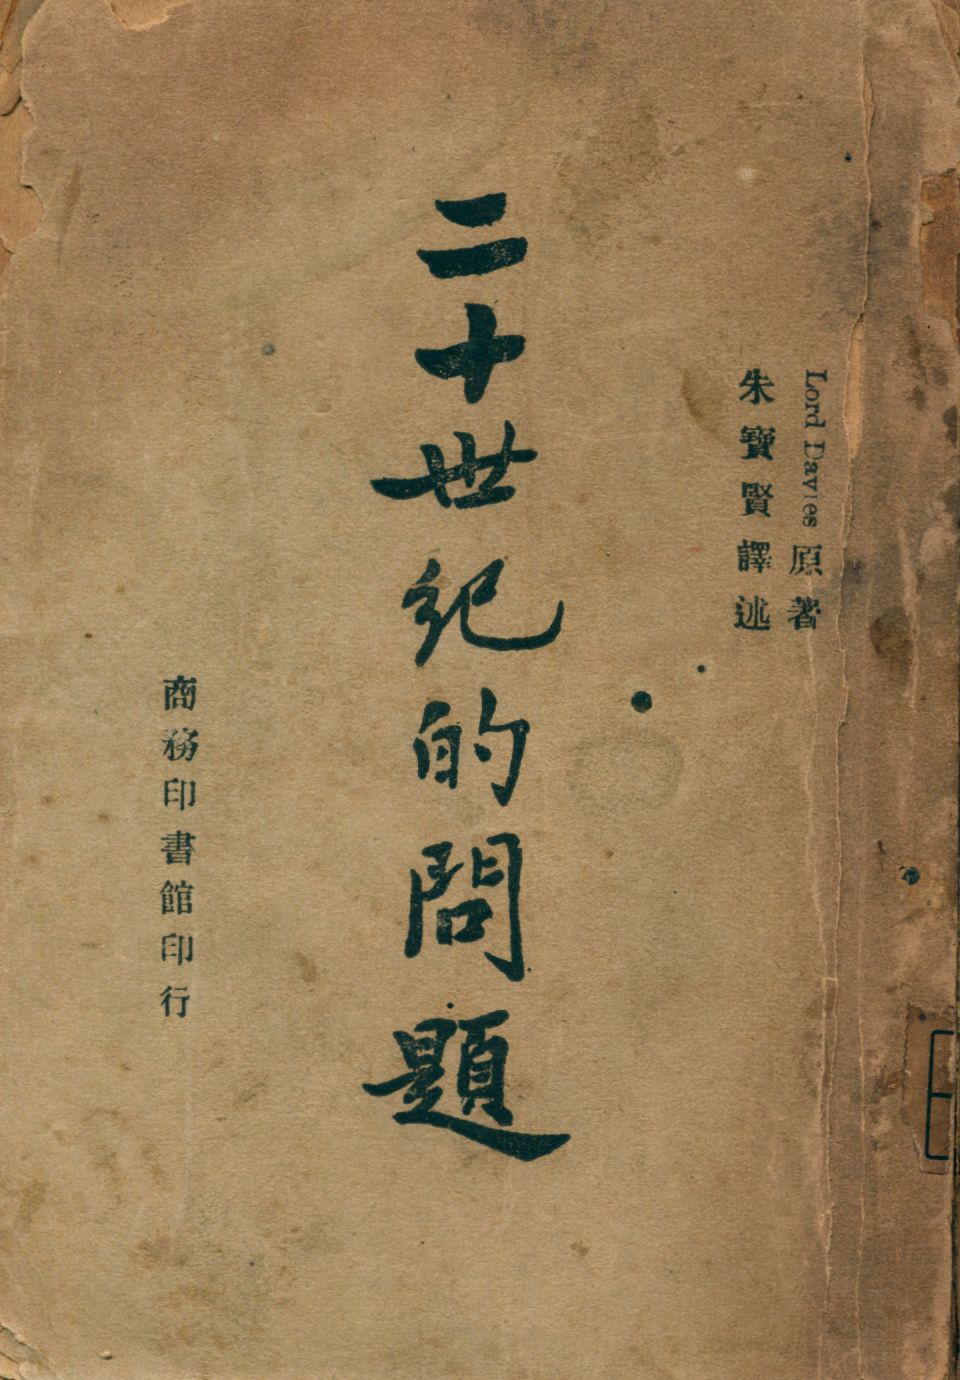 Lord Davies 原著
朱寶賢譯述
二十世紀的問題
商務印書館印行